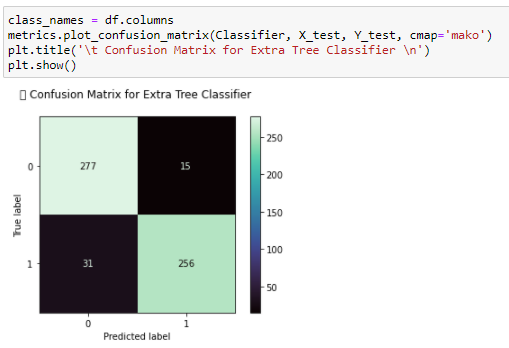 class_names = df.columns
metrics.plot_confusion_matrix(Classifier, X_test, Y_test, cmap='mako')
plt.title('\t Confusion Matrix for Extra Tree Classifier \n')
plt.show()
▯ Confusion Matrix for Extra Tree Classifier
True label
0
277
15
1
31
256
0
1
Predicted label
250
200
150
100
50